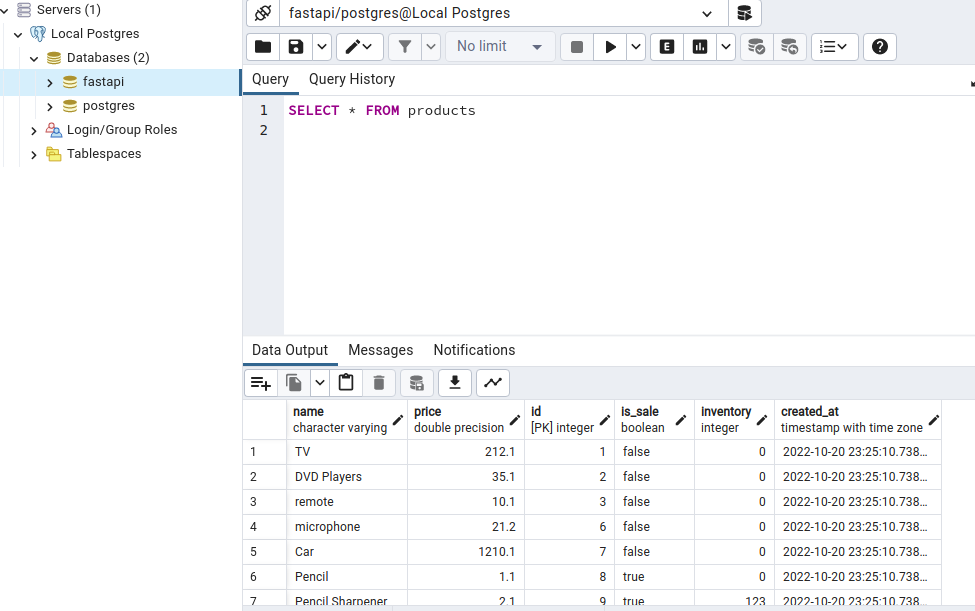 Servers (1)
Local Postgres
Databases (2)
fastapi
postgres
Login/Group Roles
Tablespaces
fastapi/postgres@Local Postgres
No limit
E
Query Query History
1 SELECT * FROM products
2
Data Output Messages Notifications
name price id is_sale inventory created_at
character varying double precision [PK] integer boolean integer timestamp with time zone
1 TV 212.1 1 false 0 2022-10-20 23:25:10.738...
2 DVD Players 35.1 2 false 0 2022-10-20 23:25:10.738...
3 remote 10.1 3 false 0 2022-10-20 23:25:10.738...
4 microphone 21.2 6 false 0 2022-10-20 23:25:10.738...
5 Car 1210.1 7 false 0 2022-10-20 23:25:10.738...
6 Pencil 1.1 8 true 0 2022-10-20 23:25:10.738...
7 Pencil Sharpener 2.1 9 true 123 2022-10-20 23:25:10.738...